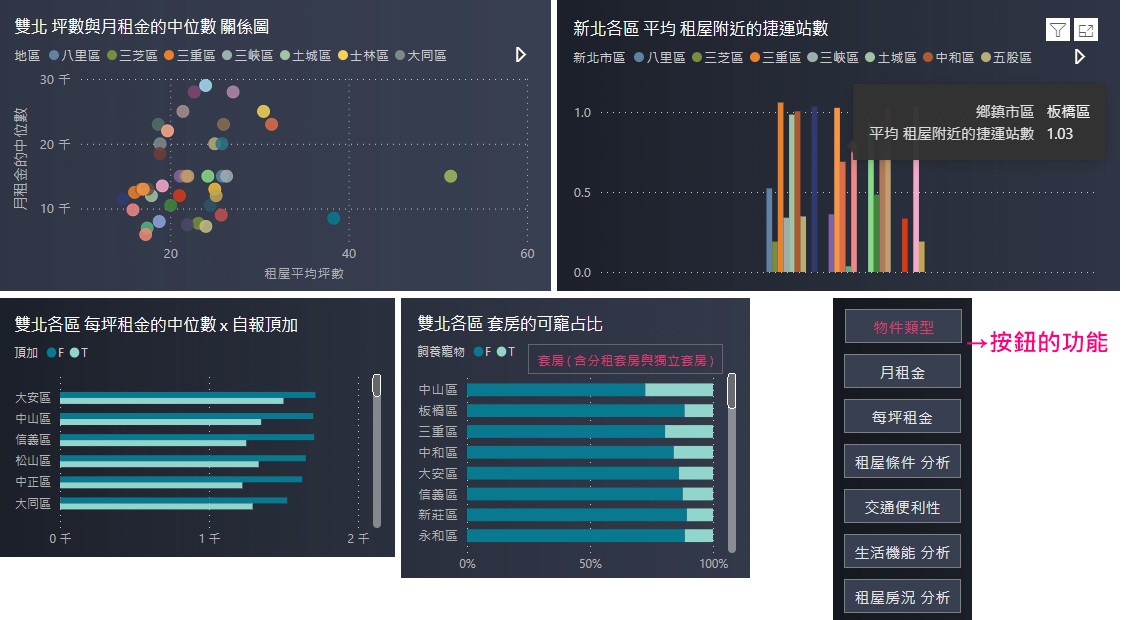 雙北 坪數與月租金的中位數 關係圖
地區 八里區 三芝區 三重區 三峽區 土城區 士林區 大同區
30 千
20 千
10 千
月租金的中位數
20 40 60
租屋平均坪數
新北各區 平均 租屋附近的捷運站數
新北市區 八里區 三芝區 三重區 三峽區 土城區 中和區 五股區
1.0
0.5
0.0
鄉鎮市區 板橋區
平均 租屋附近的捷運站數 1.03
雙北各區 每坪租金的中位數 x 自報頂加
頂加 F T
大安區
中山區
信義區
松山區
中正區
大同區
0 千 1 千 2 千
雙北各區 套房的可寵占比
飼養寵物 F T
套房 ( 含分租套房與獨立套房 )
中山區
板橋區
三重區
中和區
大安區
信義區
新莊區
永和區
0% 50% 100%
物件類型
→按鈕的功能
月租金
每坪租金
租屋條件 分析
交通便利性
生活機能 分析
租屋房況 分析